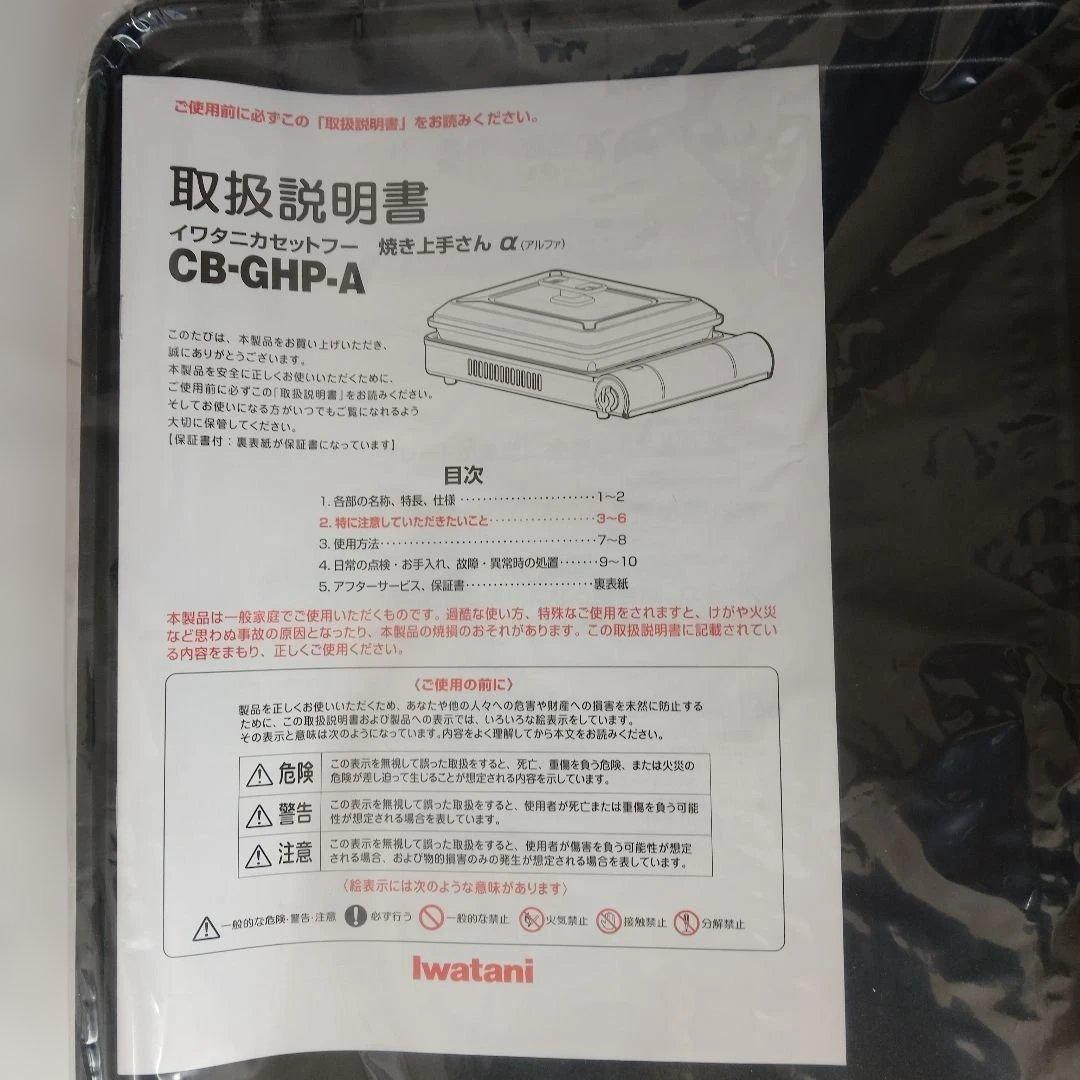 ご使用前に必ずこの「取扱説明書」をお読みください。
取扱説明書
イワタニカセットフー 焼き上手さん α(アルファ)
CB-GHP-A
このたびは、本製品をお買い上げいただき、
誠にありがとうございます。
本製品を安全に正しくお使いいただくために、
ご使用前に必ずこの「取扱説明書」をお読みください。
そしてお使いになる方がいつでもご覧になれるよう
大切に保管してください。
【保証書付：裏表紙が保証書になっています】
目次
1. 各部の名称、特長、仕様 ························1～2
2. 特に注意していただきたいこと··················3～6
3. 使用方法·····································7～8
4. 日常の点検・お手入れ、故障・異常時の処置·······9～10
5. アフターサービス、保証書······················裏表紙
本製品は一般家庭でご使用いただくものです。過酷な使い方、特殊なご使用をされますと、けがや火災
など思わぬ事故の原因となったり、本製品の焼損のおそれがあります。この取扱説明書に記載されてい
る内容をまもり、正しくご使用ください。
〈ご使用の前に〉
製品を正しくお使いいただくため、あなたや他の人々への危害や財産への損害を未然に防止する
ために、この取扱説明書および製品への表示では、いろいろな絵表示をしています。
その表示と意味は次のようになっています。内容をよく理解してから本文をお読みください。
危険 この表示を無視して誤った取扱をすると、死亡、重傷を負う危険、または火災の
危険が差し迫って生じることが想定される内容を示しています。
警告 この表示を無視して誤った取扱をすると、使用者が死亡または重傷を負う可能
性が想定される場合を表しています。
注意 この表示を無視して誤った取扱をすると、使用者が傷害を負う可能性が想定
される場合、および物的損害のみの発生が想定される場合を表しています。
〈絵表示には次のような意味があります〉
一般的な危険・警告・注意 必ず行う 一般的な禁止 火気禁止 接触禁止 分解禁止
Iwatani